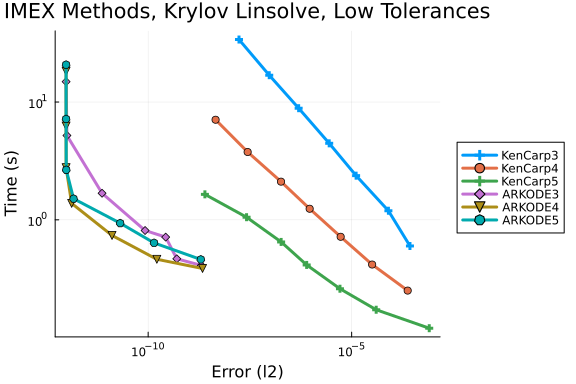 IMEX Methods, Krylov Linsolve, Low Tolerances
Time (s)
10^1
10^0
10^-10
10^-5
Error (l2)
KenCarp3
KenCarp4
KenCarp5
ARKODE3
ARKODE4
ARKODE5